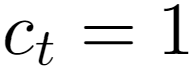 $c_t = 1$